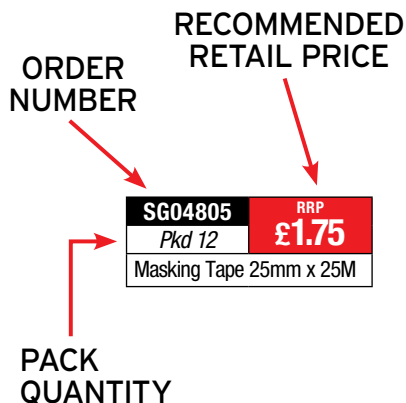 RECOMMENDED
RETAIL PRICE
ORDER
NUMBER
SG04805
RRP
£1.75
Pkd 12
Masking Tape 25mm x 25M
PACK
QUANTITY